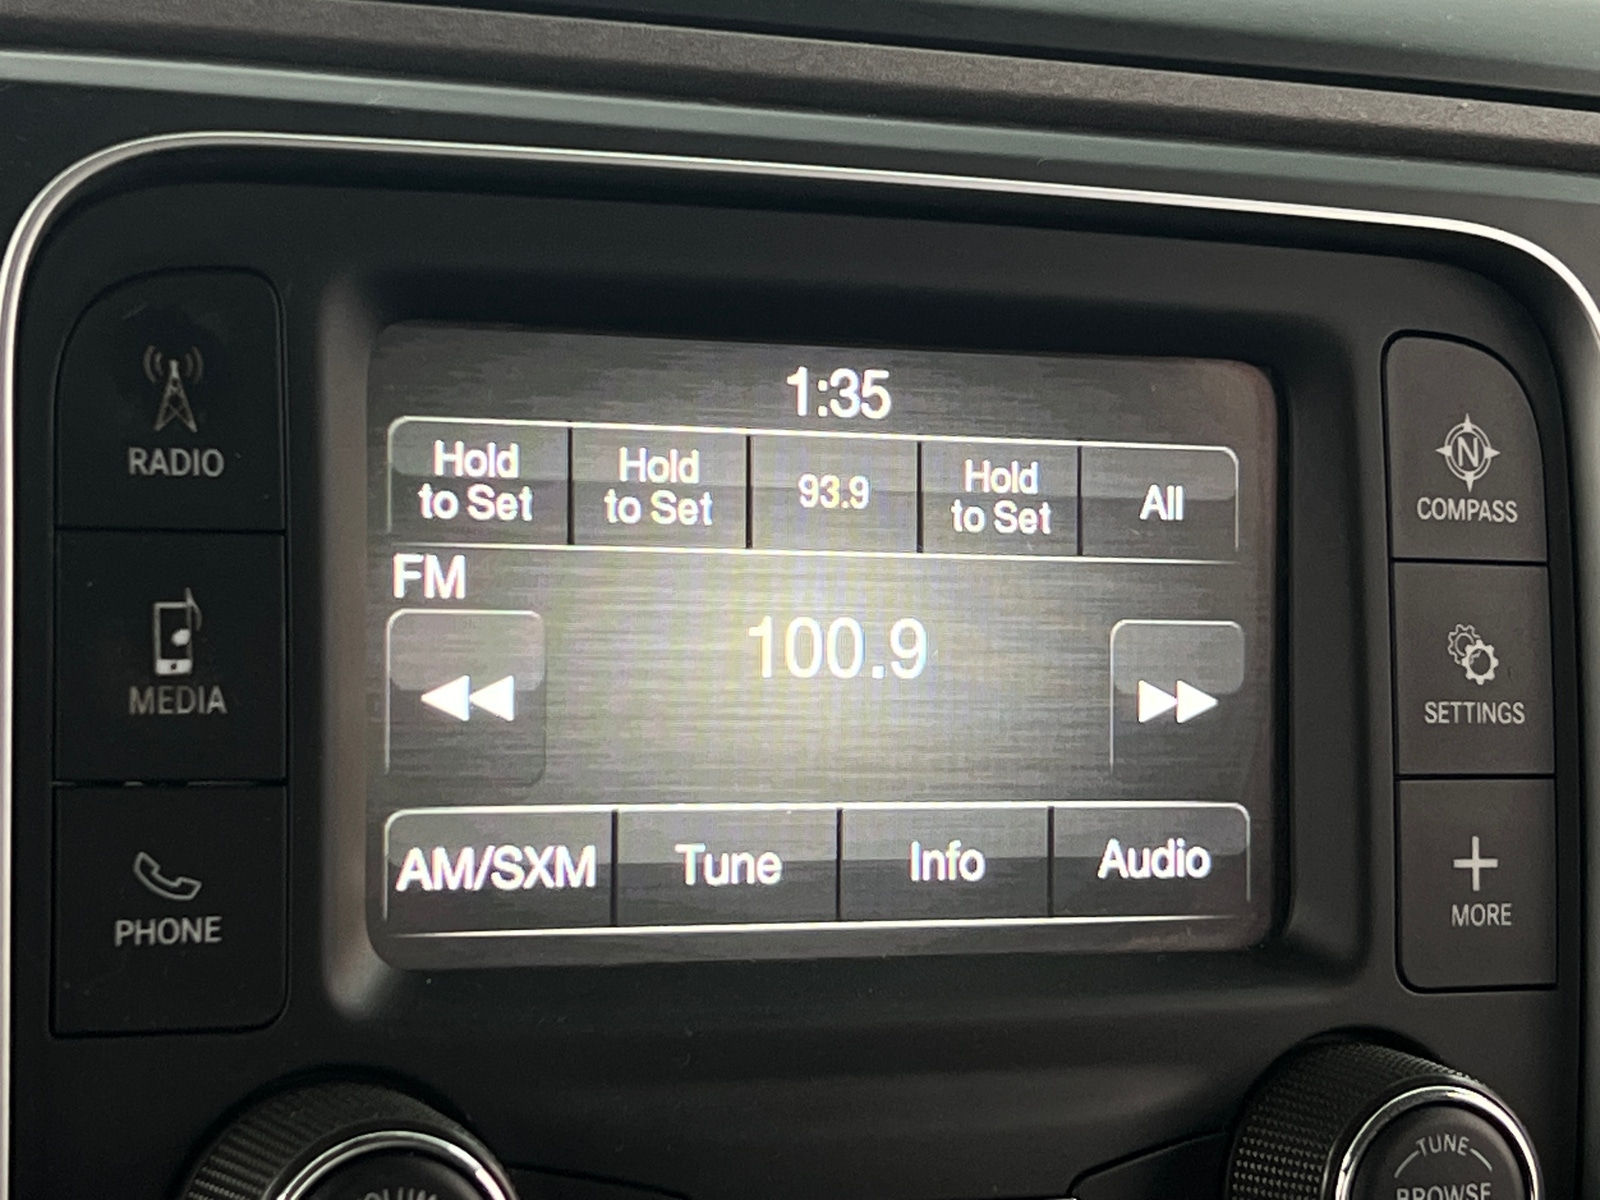 1:35
Hold to Set
Hold to Set
93.9
Hold to Set
All
FM
100.9
AM/SXM
Tune
Info
Audio
RADIO
MEDIA
PHONE
N
COMPASS
SETTINGS
MORE
TUNE
BROWSE